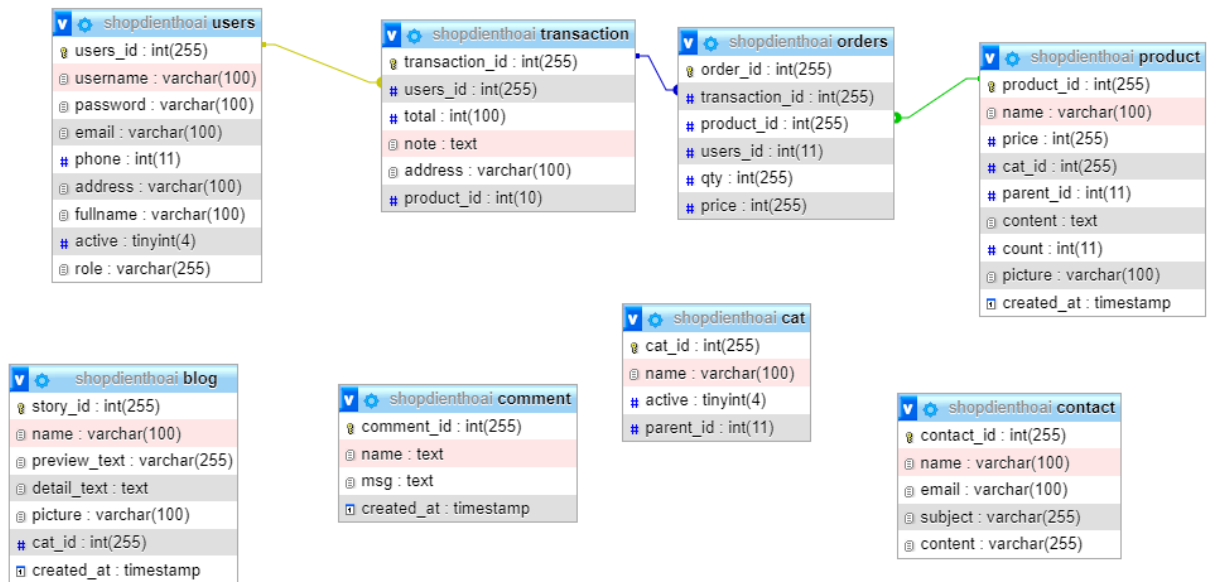 shopdienthoai users
users_id : int(255)
username : varchar(100)
password : varchar(100)
email : varchar(100)
phone : int(11)
address : varchar(100)
fullname : varchar(100)
active : tinyint(4)
role : varchar(255)
shopdienthoai transaction
transaction_id : int(255)
users_id : int(255)
total : int(100)
note : text
address : varchar(100)
product_id : int(10)
shopdienthoai orders
order_id : int(255)
transaction_id : int(255)
product_id : int(255)
users_id : int(11)
qty : int(255)
price : int(255)
shopdienthoai product
product_id : int(255)
name : varchar(100)
price : int(255)
cat_id : int(255)
parent_id : int(11)
content : text
count : int(11)
picture : varchar(100)
created_at : timestamp
shopdienthoai blog
story_id : int(255)
name : varchar(100)
preview_text : varchar(255)
detail_text : text
picture : varchar(100)
cat_id : int(255)
created_at : timestamp
shopdienthoai comment
comment_id : int(255)
name : text
msg : text
created_at : timestamp
shopdienthoai cat
cat_id : int(255)
name : varchar(100)
active : tinyint(4)
parent_id : int(11)
shopdienthoai contact
contact_id : int(255)
name : varchar(100)
email : varchar(100)
subject : varchar(255)
content : varchar(255)